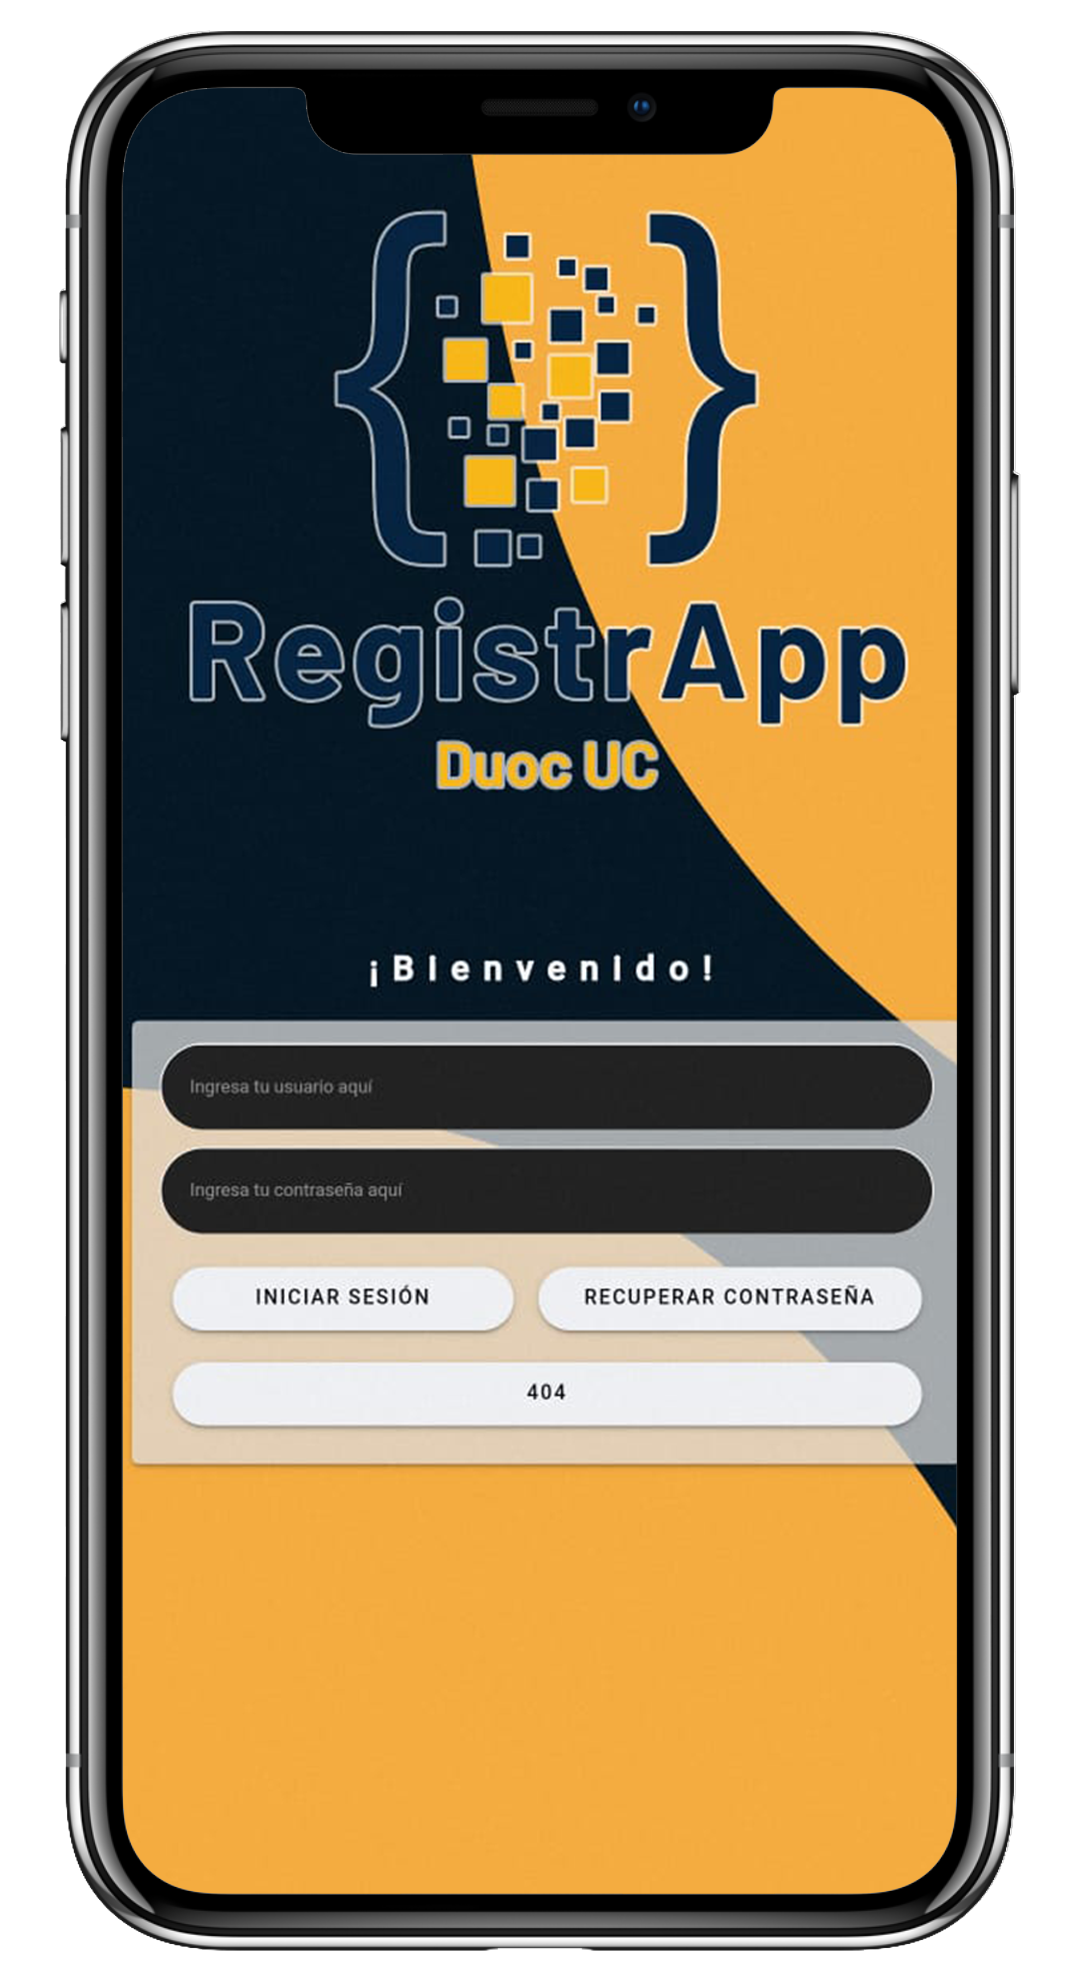 RegistrApp
Duoc UC
¡Bienvenido!
Ingresa tu usuario aquí
Ingresa tu contraseña aquí
INICIAR SESIÓN RECUPERAR CONTRASEÑA
404